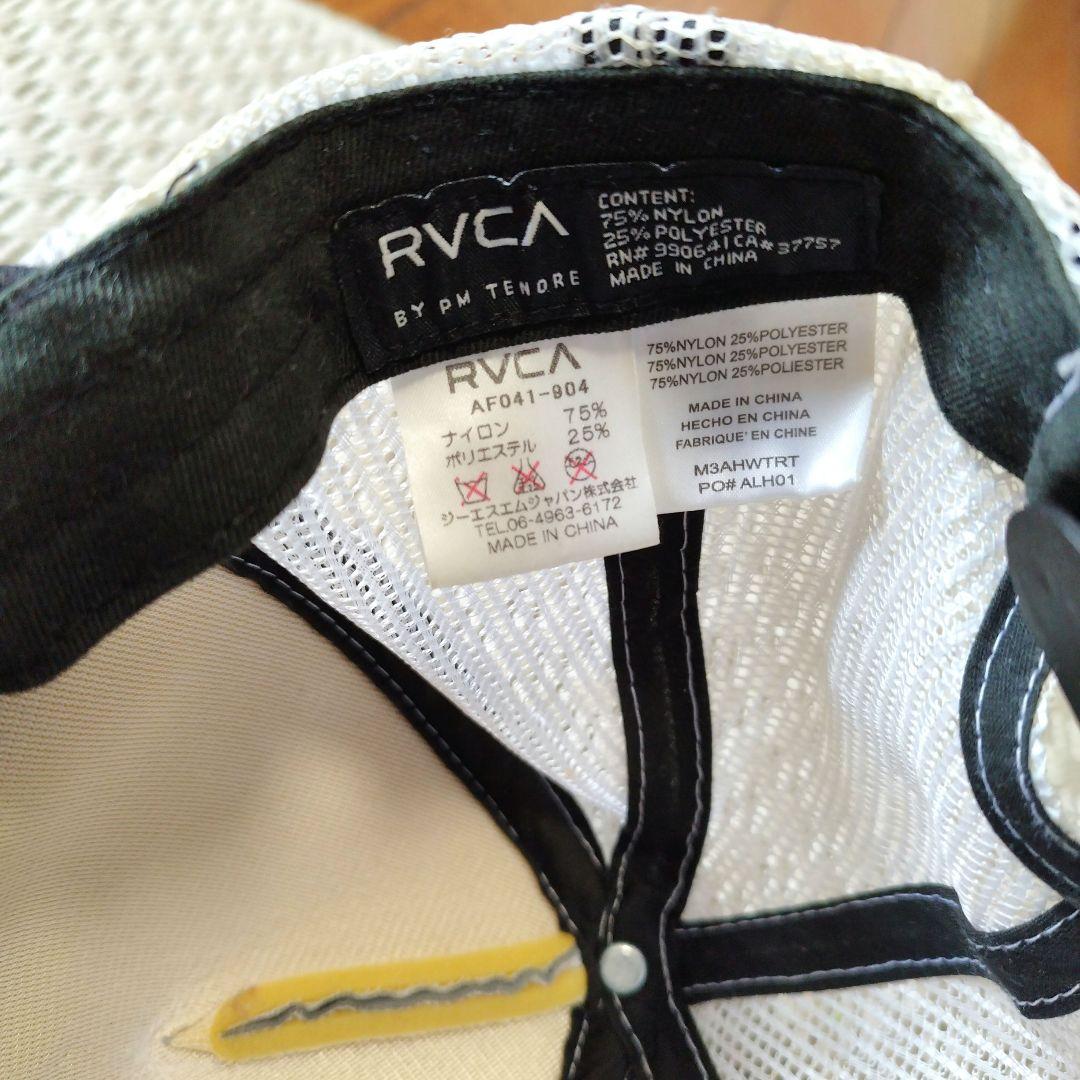 RVCA
BY PM TENORE
CONTENT:
75% NYLON
25% POLYESTER
RN# 990641 CA# 37757
MADE IN CHINA
RVCA
AF041-904
ナイロン 75%
ポリエステル 25%
ジーエスエムジャパン株式会社
TEL.06-4963-6172
MADE IN CHINA
75%NYLON 25%POLYESTER
75%NYLON 25%POLYESTER
75%NYLON 25%POLIESTER
MADE IN CHINA
HECHO EN CHINA
FABRIQUE' EN CHINE
M3AHWTRT
PO# ALH01